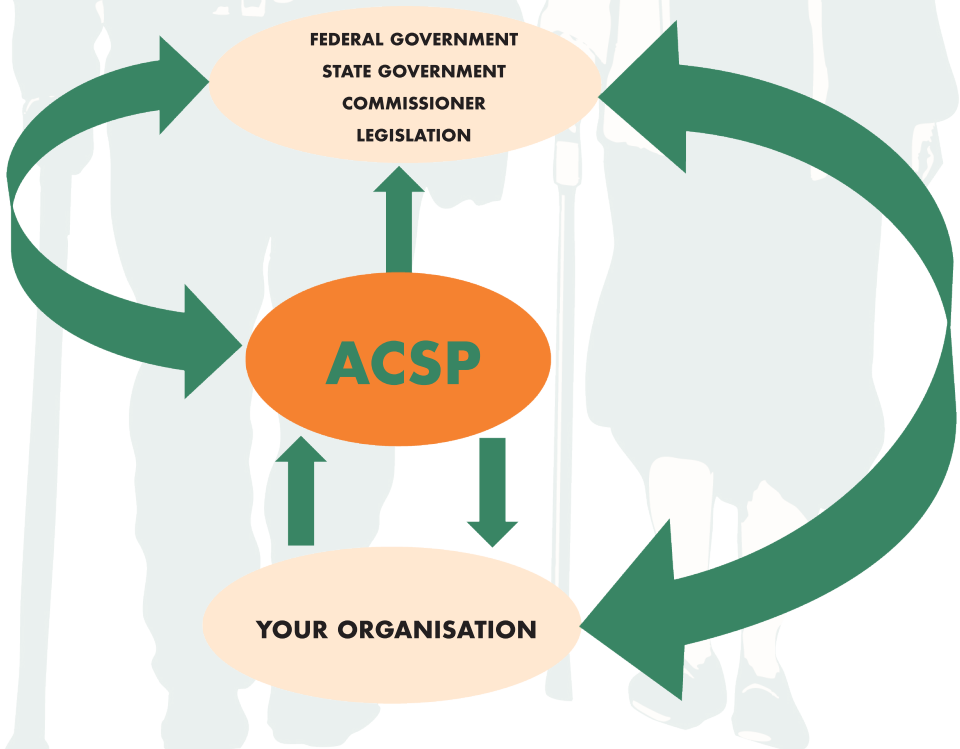 FEDERAL GOVERNMENT
STATE GOVERNMENT
COMMISSIONER
LEGISLATION
ACSP
YOUR ORGANISATION